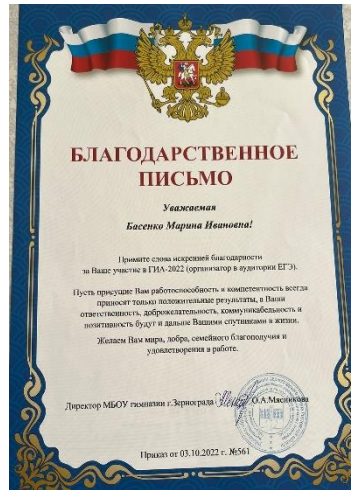 БЛАГОДАРСТВЕННОЕ
ПИСЬМО
Уважаемая
Басенко Марина Ивановна!
Примите слова искренней благодарности
за Ваше участие в ГИА-2022 (организатор в аудитории ЕГЭ).
Пусть присущие Вам работоспособность и компетентность всегда
приносят только положительные результаты, а Ваши
ответственность, доброжелательность, коммуникабельность и
позитивность будут и дальше Вашими спутниками в жизни.
Желаем Вам мира, добра, семейного благополучия и
удовлетворения в работе.
Директор МБОУ гимназии г.Зернограда О.А.Мясникова
Приказ от 03.10.2022 г. №561